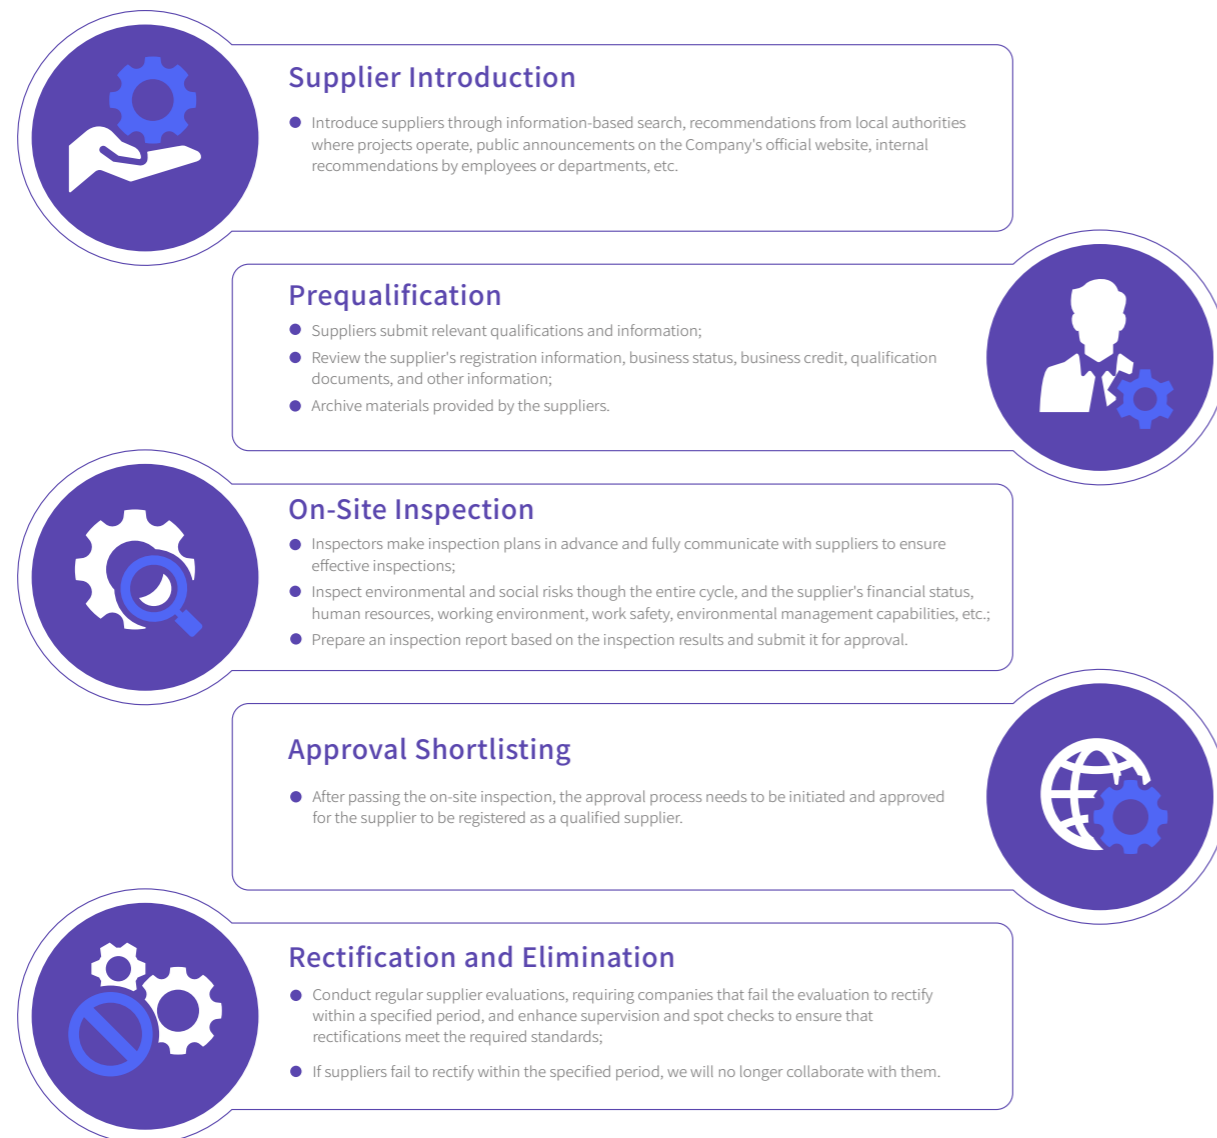 Supplier Introduction
● Introduce suppliers through information-based search, recommendations from local authorities
where projects operate, public announcements on the Company's official website, internal
recommendations by employees or departments, etc.
Prequalification
● Suppliers submit relevant qualifications and information;
● Review the supplier's registration information, business status, business credit, qualification
documents, and other information;
● Archive materials provided by the suppliers.
On-Site Inspection
● Inspectors make inspection plans in advance and fully communicate with suppliers to ensure
effective inspections;
● Inspect environmental and social risks though the entire cycle, and the supplier's financial status,
human resources, working environment, work safety, environmental management capabilities, etc.;
● Prepare an inspection report based on the inspection results and submit it for approval.
Approval Shortlisting
● After passing the on-site inspection, the approval process needs to be initiated and approved
for the supplier to be registered as a qualified supplier.
Rectification and Elimination
● Conduct regular supplier evaluations, requiring companies that fail the evaluation to rectify
within a specified period, and enhance supervision and spot checks to ensure that
rectifications meet the required standards;
● If suppliers fail to rectify within the specified period, we will no longer collaborate with them.